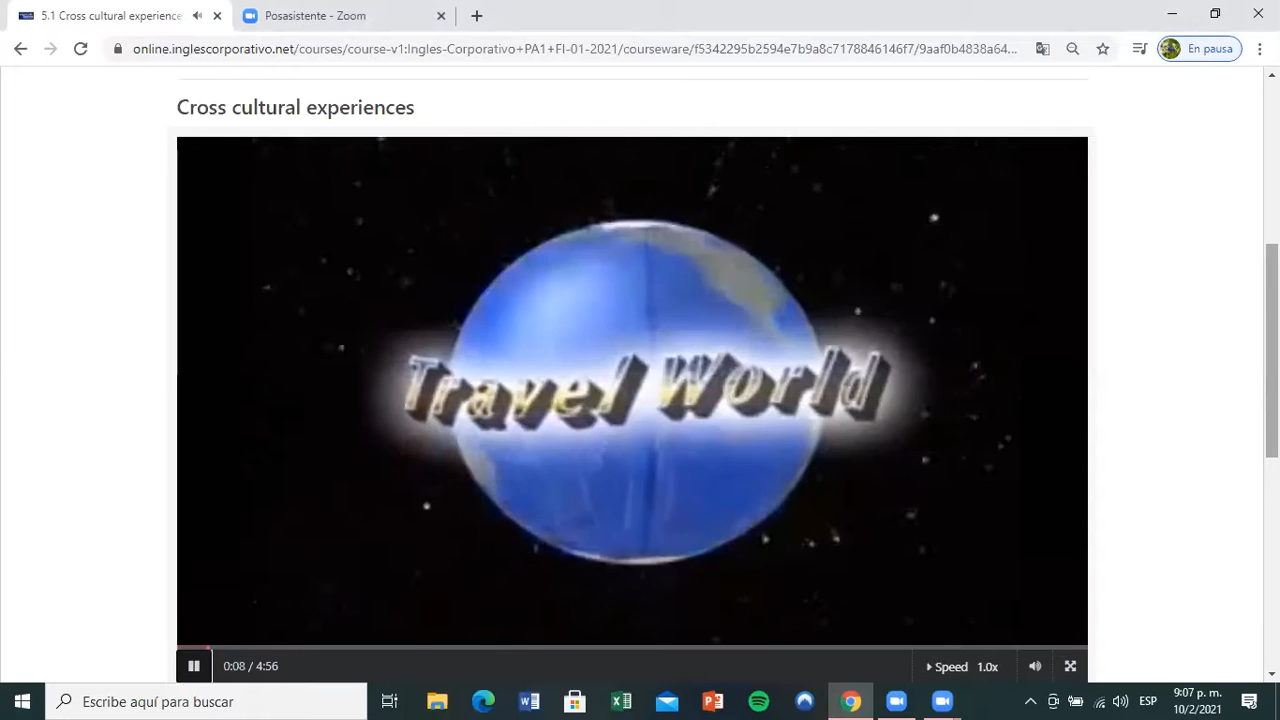 5.1 Cross cultural experience
Posasistente - Zoom
online.inglescorporativo.net/courses/course-v1:Ingles-Corporativo+PA1+FI-01-2021/courseware/f5342295b2594e7b9a8c7178846146f7/9aaf0b4838a64...
En pausa
Cross cultural experiences
Travel World
0:08 / 4:56
Speed 1.0x
Escribe aquí para buscar
ESP
9:07 p. m.
10/2/2021